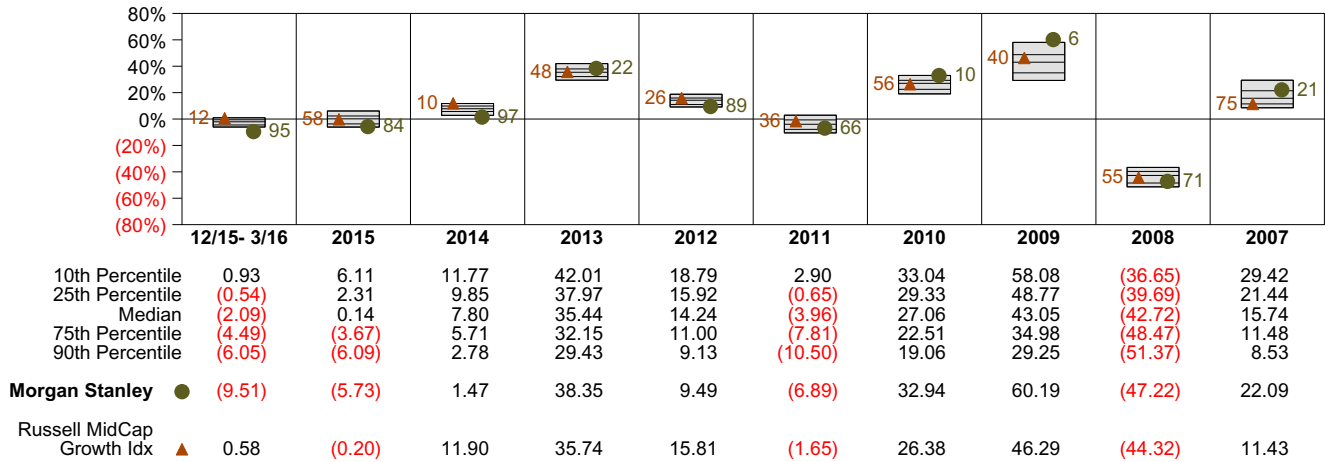 80%
60%
40%
20%
0%
(20%)
(40%)
(60%)
(80%)
12 95 58 84 10 97 48 22 26 89 36 66 56 10 40 6 55 71 75 21
12/15- 3/16 2015 2014 2013 2012 2011 2010 2009 2008 2007
10th Percentile 0.93 6.11 11.77 42.01 18.79 2.90 33.04 58.08 (36.65) 29.42
25th Percentile (0.54) 2.31 9.85 37.97 15.92 (0.65) 29.33 48.77 (39.69) 21.44
Median (2.09) 0.14 7.80 35.44 14.24 (3.96) 27.06 43.05 (42.72) 15.74
75th Percentile (4.49) (3.67) 5.71 32.15 11.00 (7.81) 22.51 34.98 (48.47) 11.48
90th Percentile (6.05) (6.09) 2.78 29.43 9.13 (10.50) 19.06 29.25 (51.37) 8.53
Morgan Stanley (9.51) (5.73) 1.47 38.35 9.49 (6.89) 32.94 60.19 (47.22) 22.09
Russell MidCap
Growth Idx 0.58 (0.20) 11.90 35.74 15.81 (1.65) 26.38 46.29 (44.32) 11.43